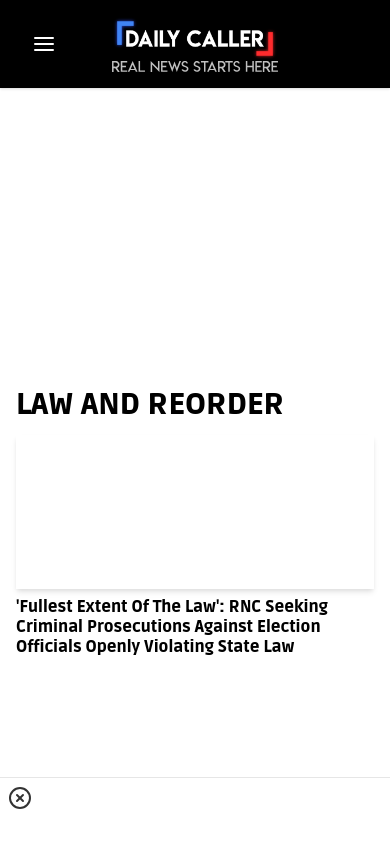 DAILY CALLER
REAL NEWS STARTS HERE
LAW AND REORDER
'Fullest Extent Of The Law': RNC Seeking
Criminal Prosecutions Against Election
Officials Openly Violating State Law